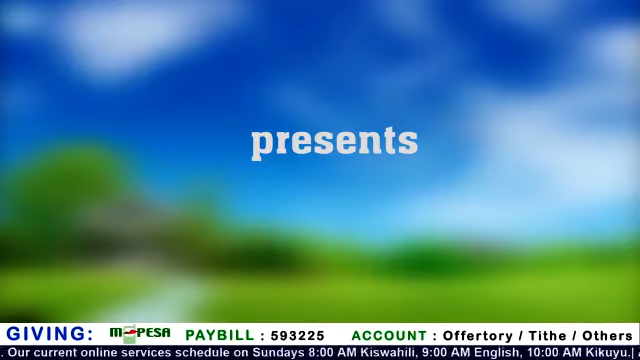 presents
GIVING: M-PESA PAYBILL : 593225 ACCOUNT : Offertory / Tithe / Others
. Our current online services schedule on Sundays 8:00 AM Kiswahili, 9:00 AM English, 10:00 AM Kikuyu,